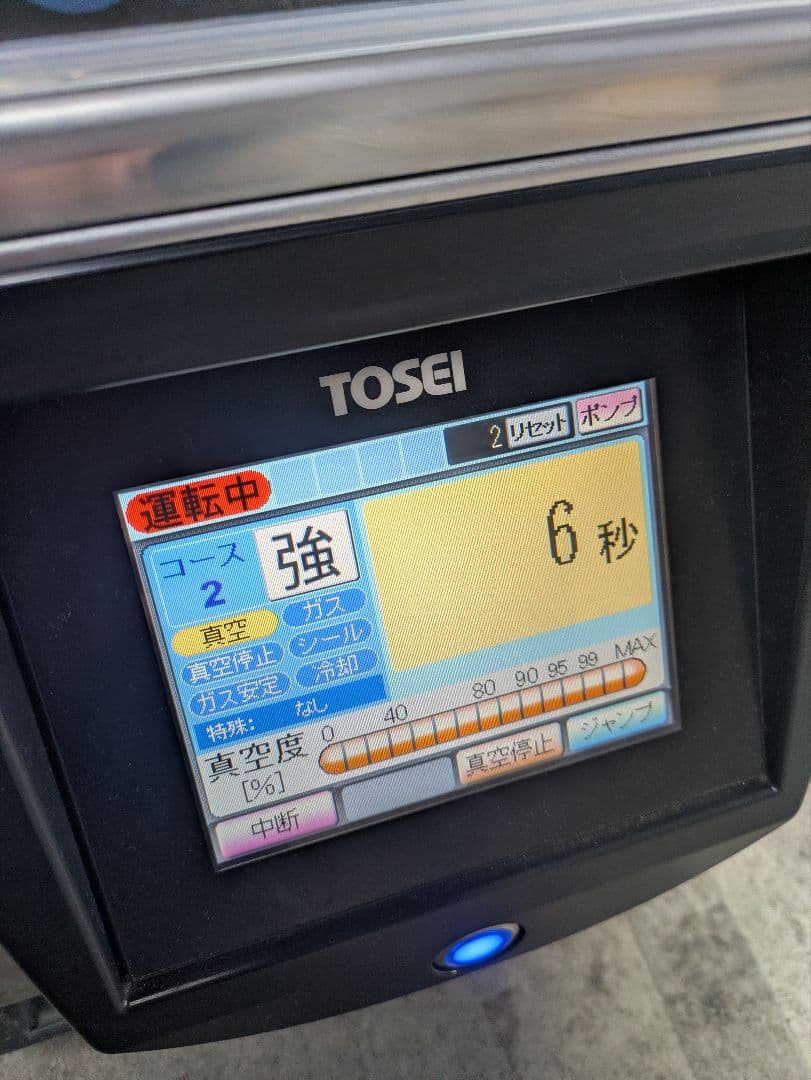 TOSEI
運転中
2 リセット ポンプ
コース
2
強
6 秒
真空 ガス
真空停止 シール
ガス安定 冷却
特殊: なし
真空度
[%]
0 40 80 90 95 99 MAX
中断 真空停止 ジャンプ